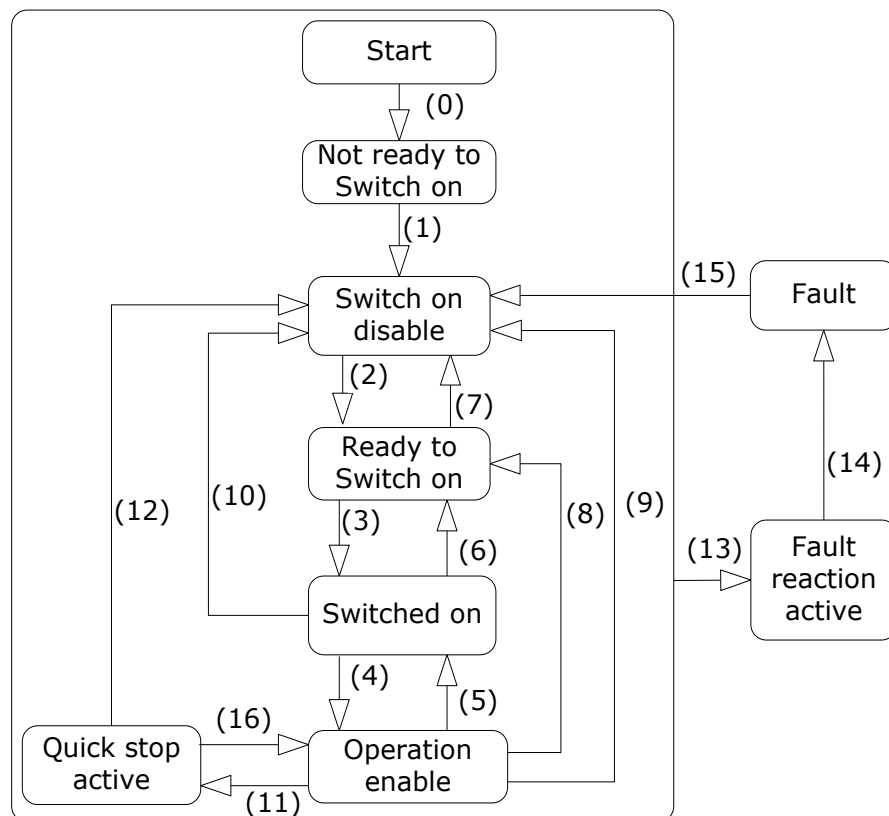 Start
(0)
Not ready to
Switch on
(1)
(15)
Switch on
disable
Fault
(2)
(7)
Ready to
Switch on
(14)
(12)
(10)
(3)
(8)
(9)
(6)
(13)
Fault
reaction
active
Switched on
(4)
(5)
(16)
Quick stop
active
Operation
enable
(11)